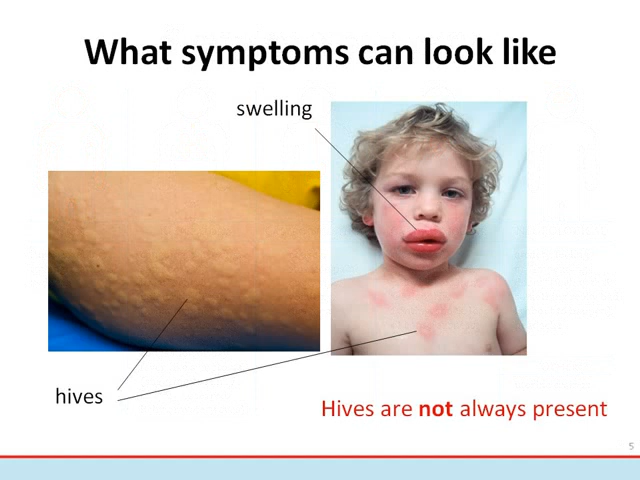 What symptoms can look like
swelling
hives
Hives are not always present
5